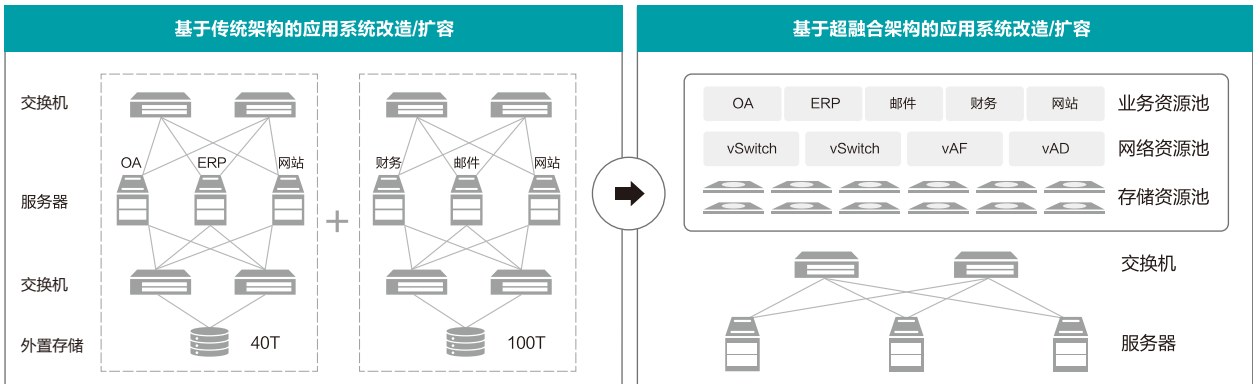 基于传统架构的应用系统改造/扩容
交换机
OA ERP 网站 财务 邮件 网站
服务器
+
交换机
外置存储 40T 100T
基于超融合架构的应用系统改造/扩容
OA ERP 邮件 财务 网站 业务资源池
vSwitch vSwitch vAF vAD 网络资源池
存储资源池
交换机
服务器